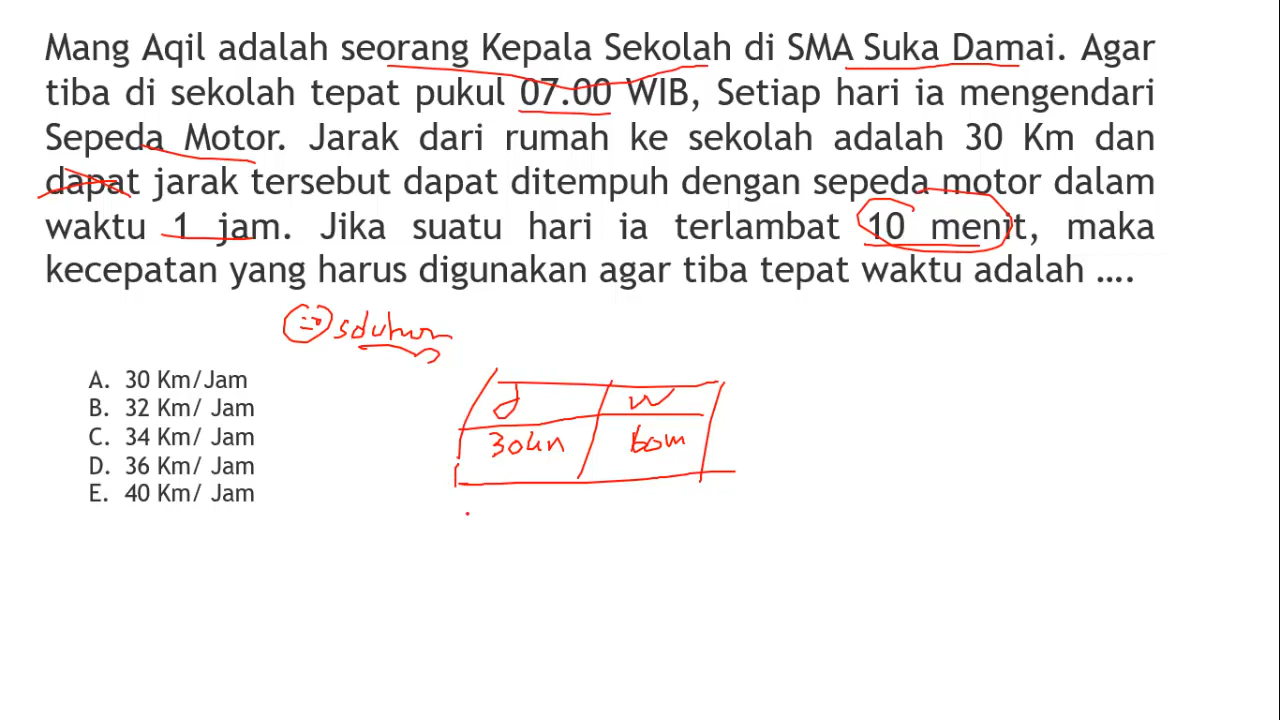 Mang Aqil adalah seorang Kepala Sekolah di SMA Suka Damai. Agar
tiba di sekolah tepat pukul 07.00 WIB, Setiap hari ia mengendari
Sepeda Motor. Jarak dari rumah ke sekolah adalah 30 Km dan
dapat jarak tersebut dapat ditempuh dengan sepeda motor dalam
waktu 1 jam. Jika suatu hari ia terlambat 10 menit, maka
kecepatan yang harus digunakan agar tiba tepat waktu adalah ....
A. 30 Km/Jam
B. 32 Km/ Jam
C. 34 Km/ Jam
D. 36 Km/ Jam
E. 40 Km/ Jam
J W